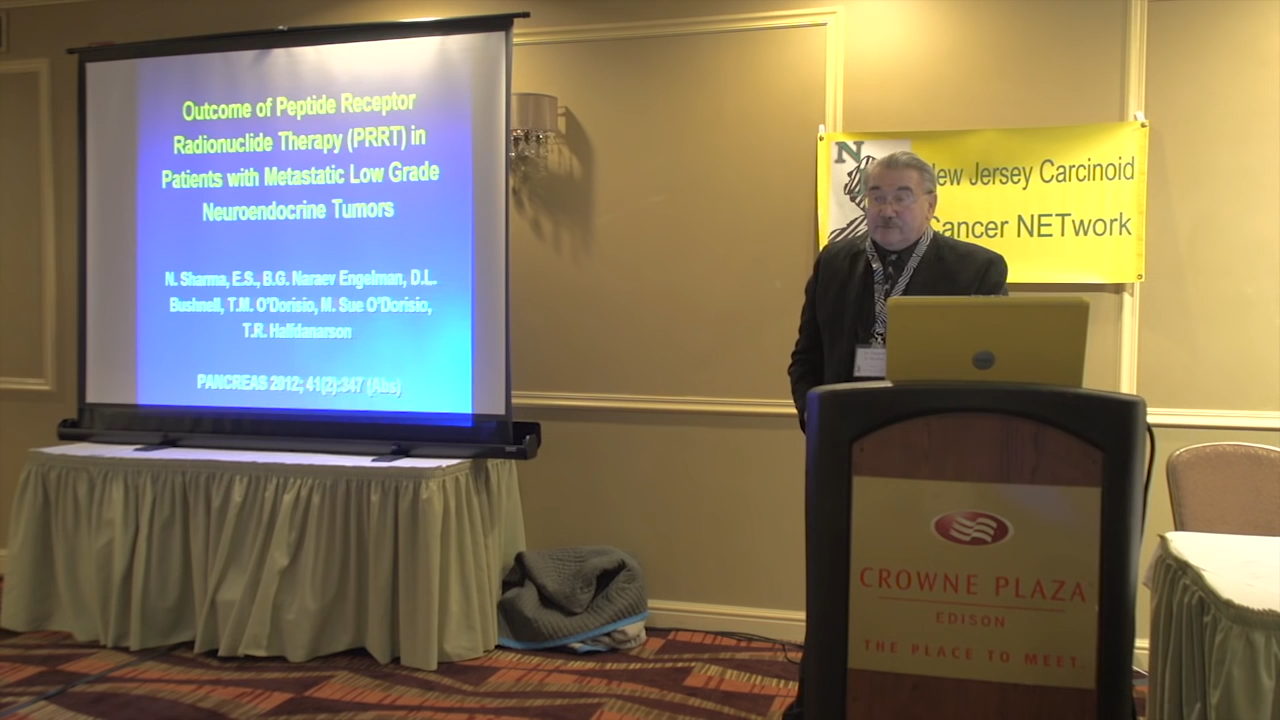 Outcome of Peptide Receptor
Radionuclide Therapy (PRRT) in
Patients with Metastatic Low Grade
Neuroendocrine Tumors
N. Sharma, E.S., B.G. Naraev Engelman, D.L.
Bushnell, T.M. O'Dorisio, M. Sue O'Dorisio,
T.R. Halfdanarson
PANCREAS 2012; 41(2):347 (Abs)
N
ew Jersey Carcinoid
Cancer NETwork
CROWNE PLAZA
EDISON
THE PLACE TO MEET.